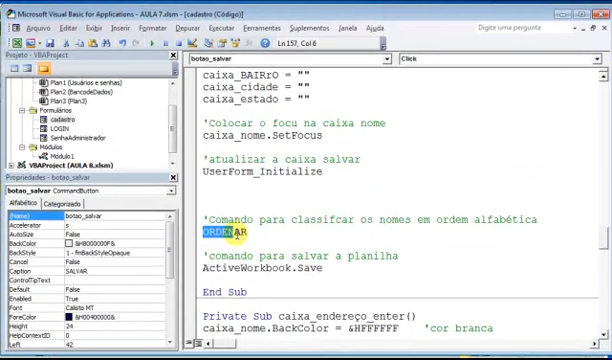 Microsoft Visual Basic for Applications - AULA 7.xlsm - [cadastro (Código)]
Arquivo Editar Exibir Inserir Formatar Depurar Executar Ferramentas Suplementos Janela Ajuda
Digite uma pergunta
Ln 157, Col 6
Projeto - VBAProject
Plan1 (Usuários e senhas)
Plan2 (BancodeDados)
Plan3 (Plan3)
Formulários
cadastro
LOGIN
SenhaAdministrador
Módulos
Módulo1
VBAProject (AULA 8.xlsm)
Propriedades - botao_salvar
botao_salvar CommandButton
Alfabético Categorizado
(Name) botao_salvar
Accelerator s
AutoSize False
BackColor &H8000000F&
BackStyle 1 - fmBackStyleOpaque
Caption SALVAR
ControlTipText
Default False
Enabled True
Font Calisto MT
ForeColor &H00400000&
Height 24
HelpContextID 0
Left 42
botao_salvar
Click
caixa_BAIRrO = ""
caixa_cidade = ""
caixa_estado = ""
'Colocar o focu na caixa nome
caixa_nome.SetFocus
'atualizar a caixa salvar
UserForm_Initialize
'Comando para classifcar os nomes em ordem alfabética
ORDENAR
'comando para salvar a planilha
ActiveWorkbook.Save
End Sub
Private Sub caixa_endereço_enter()
caixa_nome.BackColor = &HFFFFFF 'cor branca